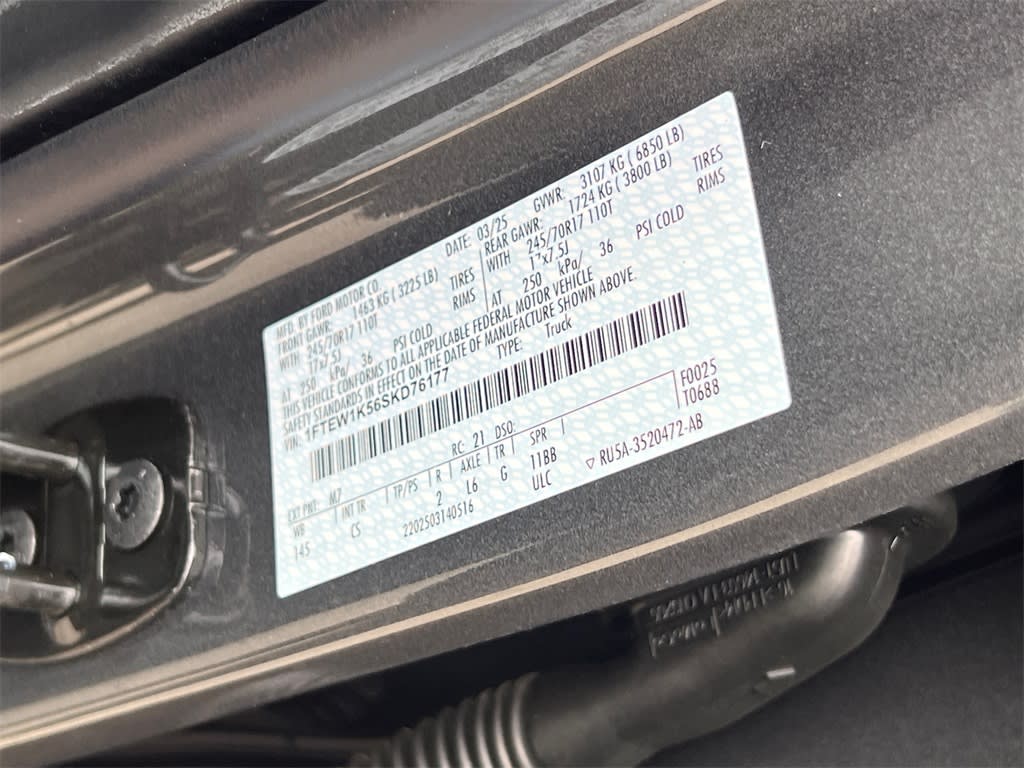 MFD. BY FORD MOTOR CO.
DATE: 03/25 GVWR: 3107 KG ( 6850 LB)
FRONT GAWR: 1463 KG ( 3225 LB) REAR GAWR: 1724 KG ( 3800 LB)
WITH 245/70R17 110T TIRES WITH 245/70R17 110T TIRES
17x7.5J RIMS 17x7.5J RIMS
AT 250 kPa/ 36 PSI COLD AT 250 kPa/ 36 PSI COLD
THIS VEHICLE CONFORMS TO ALL APPLICABLE FEDERAL MOTOR VEHICLE
SAFETY STANDARDS IN EFFECT ON THE DATE OF MANUFACTURE SHOWN ABOVE.
VIN: 1FTEW1K56SKD76177 TYPE: Truck
F0025
T0688
EXT PNT: M7 RC: 21 DSO:
WB INT TR TP/PS R AXLE TR SPR
145 CS 2 L6 G 11BB
2202503140516 ULC
RU5A-3520472-AB